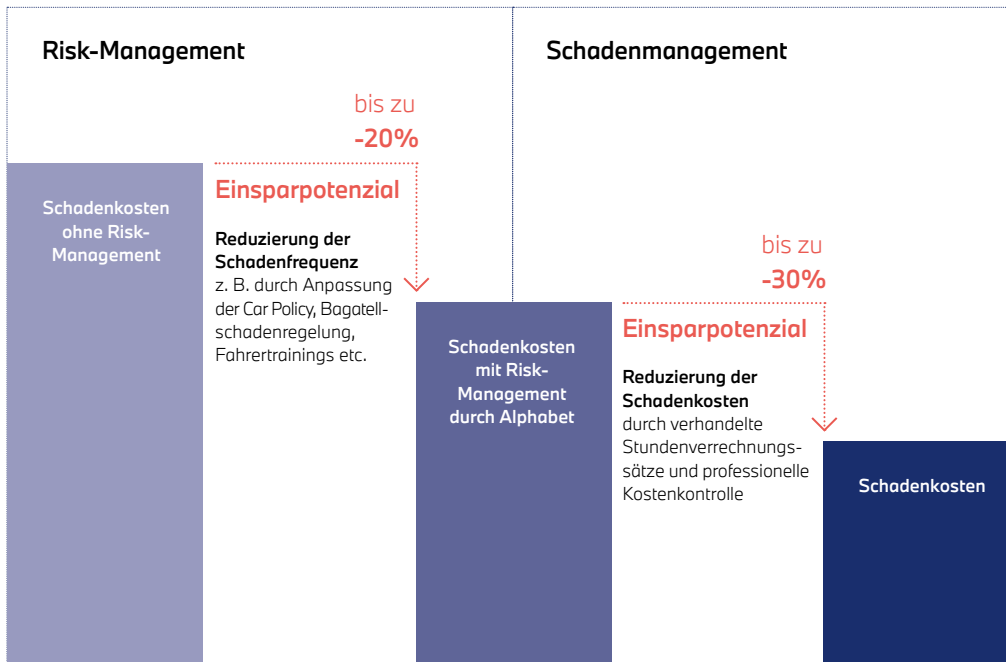 Risk-Management
Schadenmanagement
bis zu
-20%
Schadenkosten
ohne Risk-
Management
Einsparpotenzial
Reduzierung der
Schadenfrequenz
z. B. durch Anpassung
der Car Policy, Bagatell-
schadenregelung,
Fahrertrainings etc.
Schadenkosten
mit Risk-
Management
durch Alphabet
bis zu
-30%
Einsparpotenzial
Reduzierung der
Schadenkosten
durch verhandelte
Stundenverrechnungs-
sätze und professionelle
Kostenkontrolle
Schadenkosten